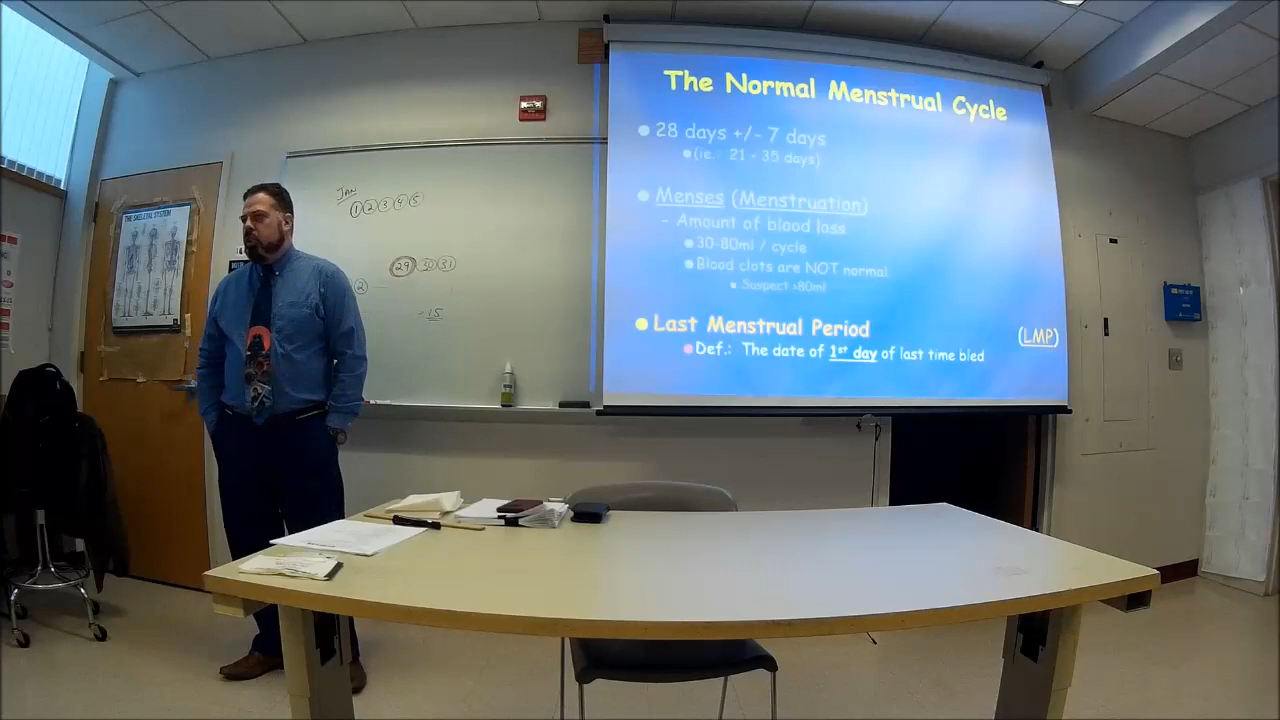 The Normal Menstrual Cycle
28 days +/- 7 days
(ie. 21 - 35 days)
Menses (Menstruation)
- Amount of blood loss
30-80ml / cycle
Blood clots are NOT normal
Suspect >80ml
Last Menstrual Period (LMP)
Def.: The date of 1st day of last time bled
JAN
1 2 3 4 5
29 30 31
2
-15
THE SKELETAL SYSTEM